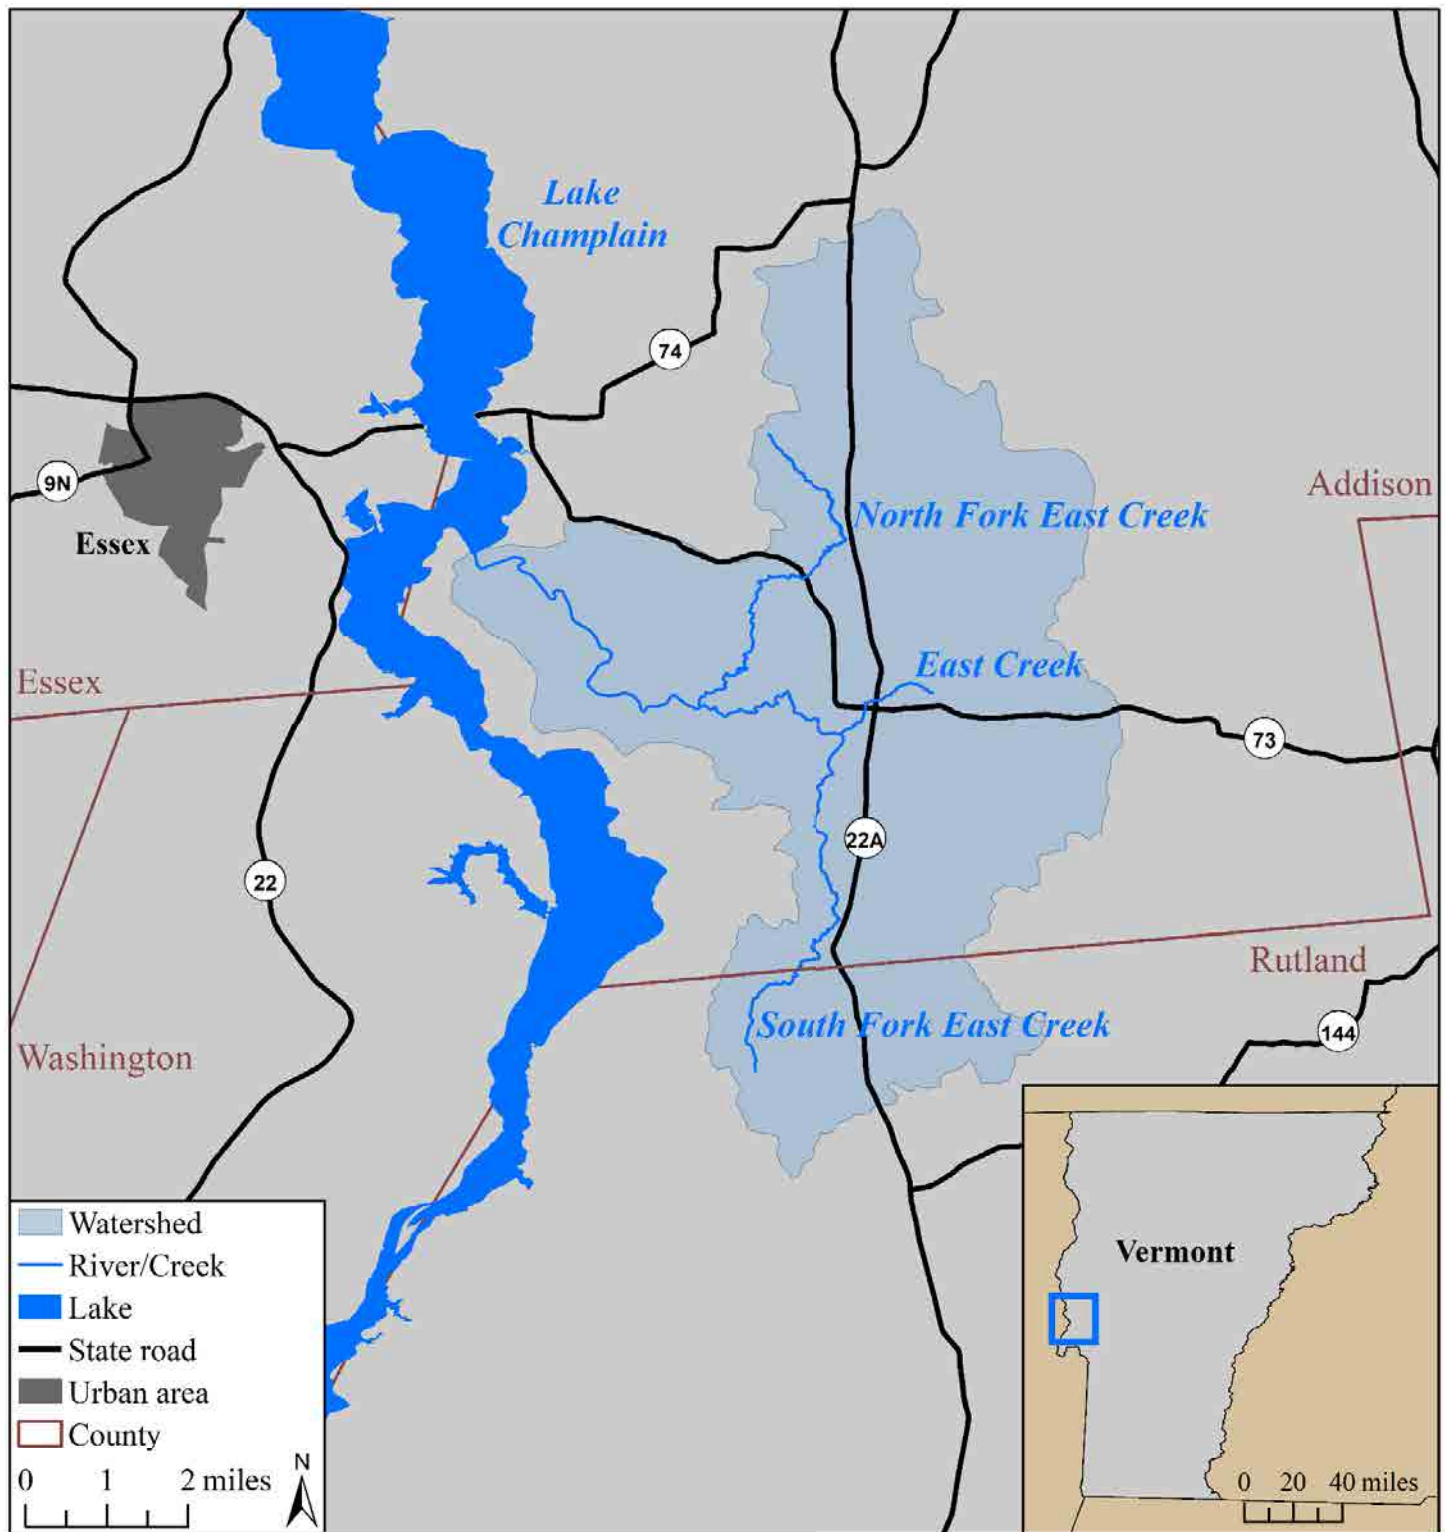 Lake
Champlain
74
9N
Addison
North Fork East Creek
Essex
East Creek
Essex
73
22A
22
Rutland
South Fork East Creek
144
Washington
Watershed
River/Creek
Lake
State road
Urban area
County
N
0 1 2 miles
Vermont
0 20 40 miles